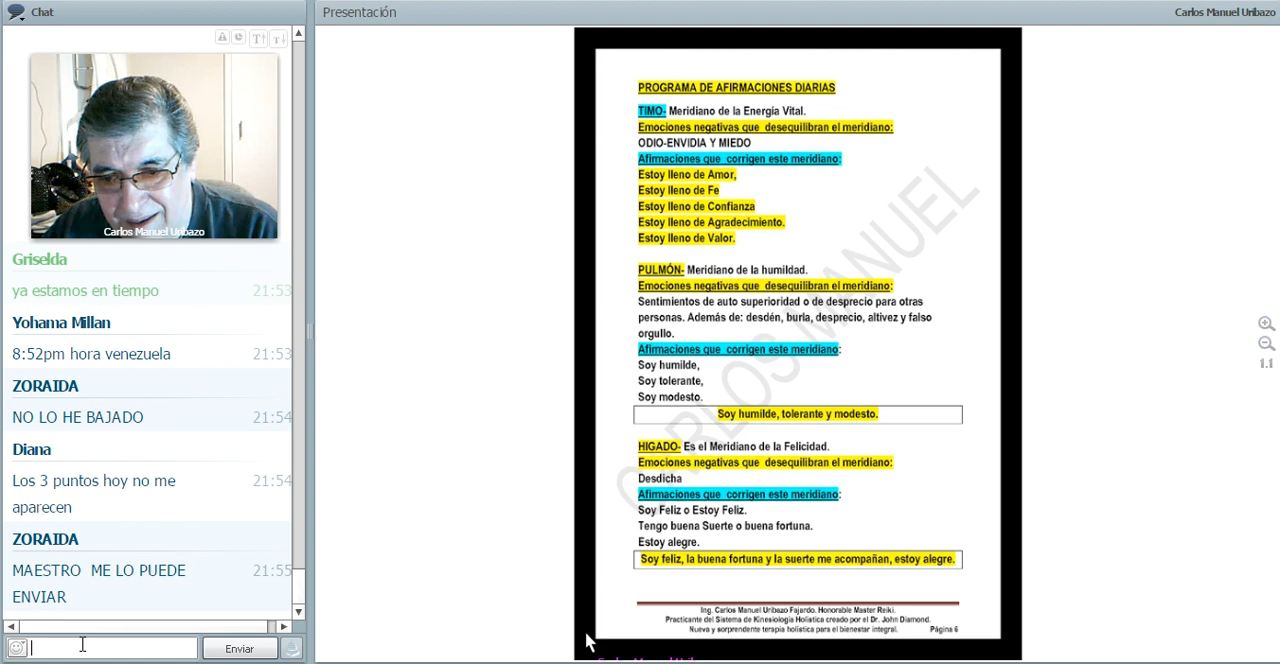 Chat
Carlos Manuel Uribazo
Griselda
ya estamos en tiempo 21:53
Yohama Millan
8:52pm hora venezuela 21:53
ZORAIDA
NO LO HE BAJADO 21:54
Diana
Los 3 puntos hoy no me 21:54
aparecen
ZORAIDA
MAESTRO ME LO PUEDE 21:55
ENVIAR
Enviar
Presentación
Carlos Manuel Uribazo
PROGRAMA DE AFIRMACIONES DIARIAS
TIMO- Meridiano de la Energía Vital.
Emociones negativas que desequilibran el meridiano:
ODIO-ENVIDIA Y MIEDO
Afirmaciones que corrigen este meridiano:
Estoy lleno de Amor,
Estoy lleno de Fe
Estoy lleno de Confianza
Estoy lleno de Agradecimiento.
Estoy lleno de Valor.
PULMÓN- Meridiano de la humildad.
Emociones negativas que desequilibran el meridiano:
Sentimientos de auto superioridad o de desprecio para otras
personas. Además de: desdén, burla, desprecio, altivez y falso
orgullo.
Afirmaciones que corrigen este meridiano:
Soy humilde,
Soy tolerante,
Soy modesto.
Soy humilde, tolerante y modesto.
HIGADO- Es el Meridiano de la Felicidad.
Emociones negativas que desequilibran el meridiano:
Desdicha
Afirmaciones que corrigen este meridiano:
Soy Feliz o Estoy Feliz.
Tengo buena Suerte o buena fortuna.
Estoy alegre.
Soy feliz, la buena fortuna y la suerte me acompañan, estoy alegre.
Ing. Carlos Manuel Uribazo Fajardo. Honorable Master Reiki.
Practicante del Sistema de Kinesiología Holística creado por el Dr. John Diamond.
Nueva y sorprendente terapia holística para el bienestar integral. Página 6
CARLOS MANUEL
1.1